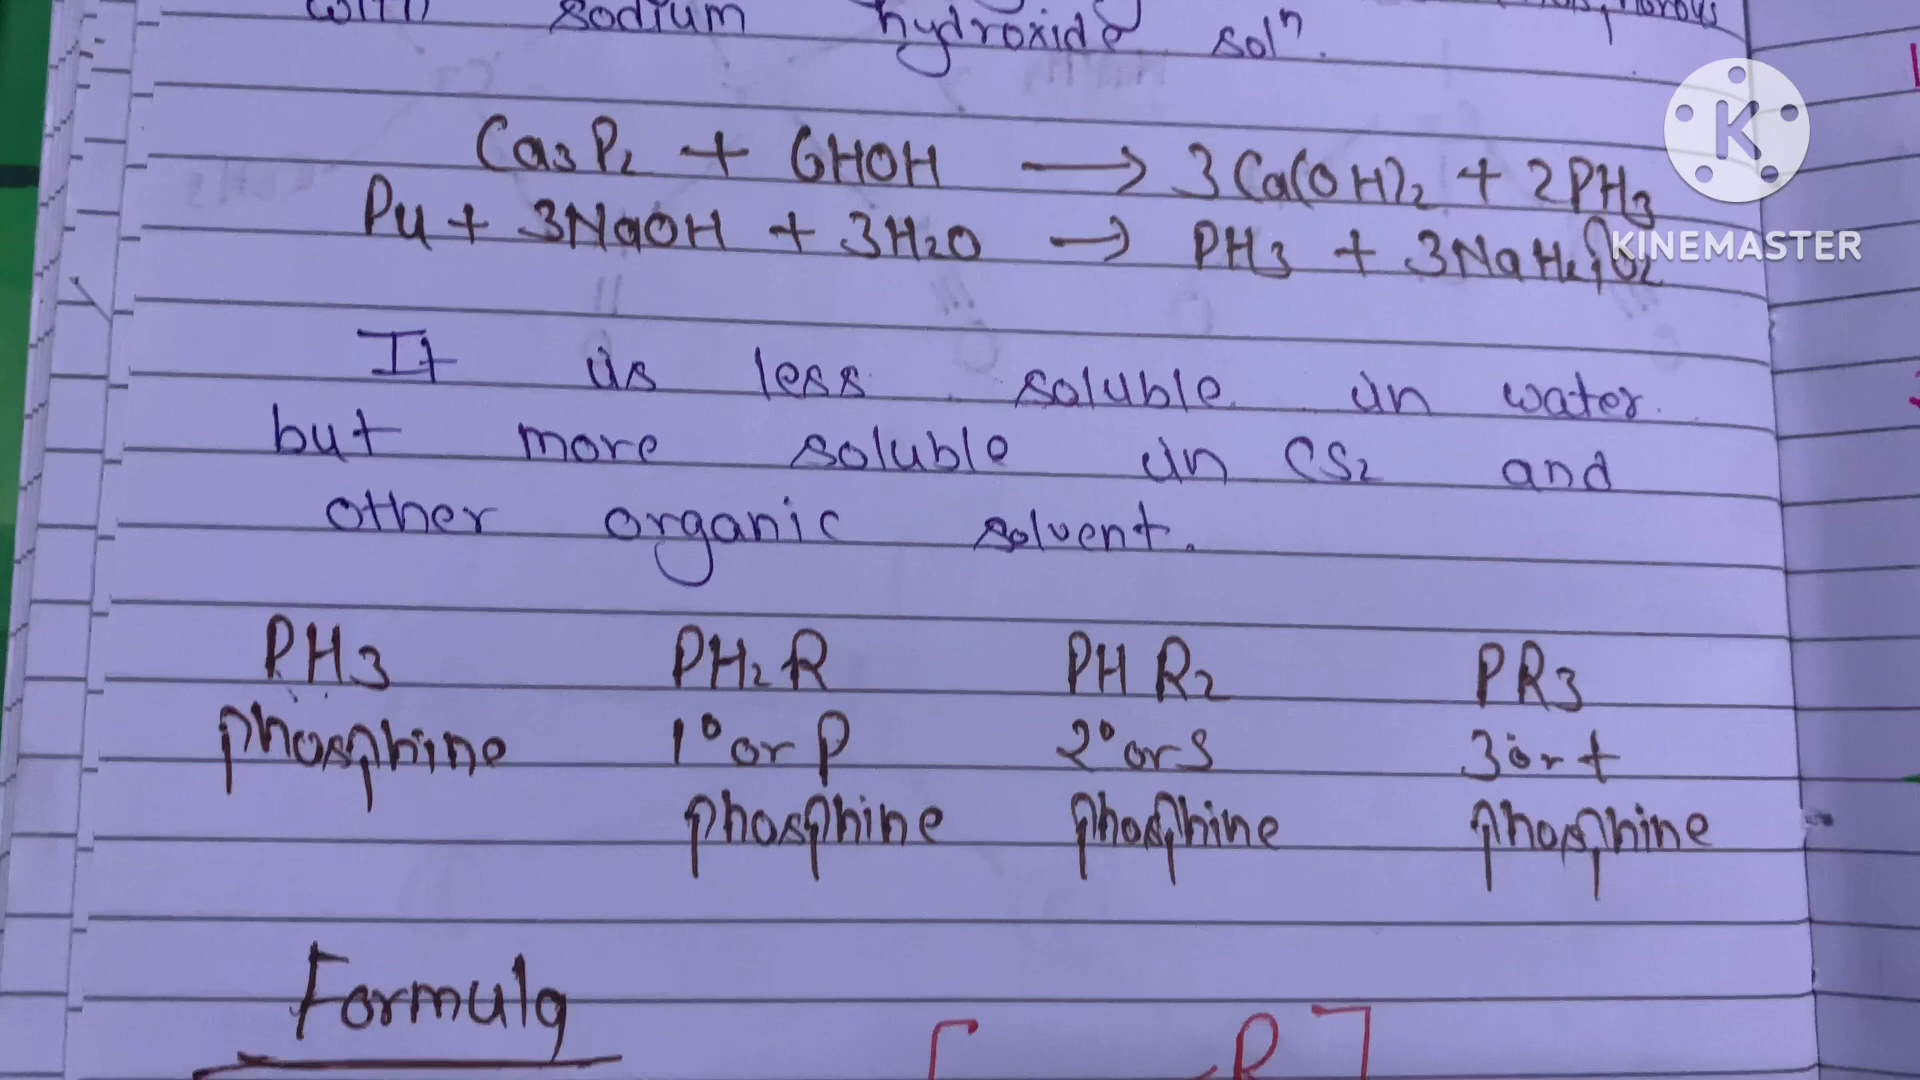 with sodium hydroxide solⁿ.
Ca3P2 + 6HOH → 3Ca(OH)2 + 2PH3
P4 + 3NaOH + 3H2O → PH3 + 3NaH2PO2
KINEMASTER
It is less soluble in water.
but more soluble in CS2 and
other organic solvent.
PH3 PH2R PHR2 PR3
phosphine 1° or P 2° or S 3° or t
phosphine phosphine phosphine
Formula
[ R ]